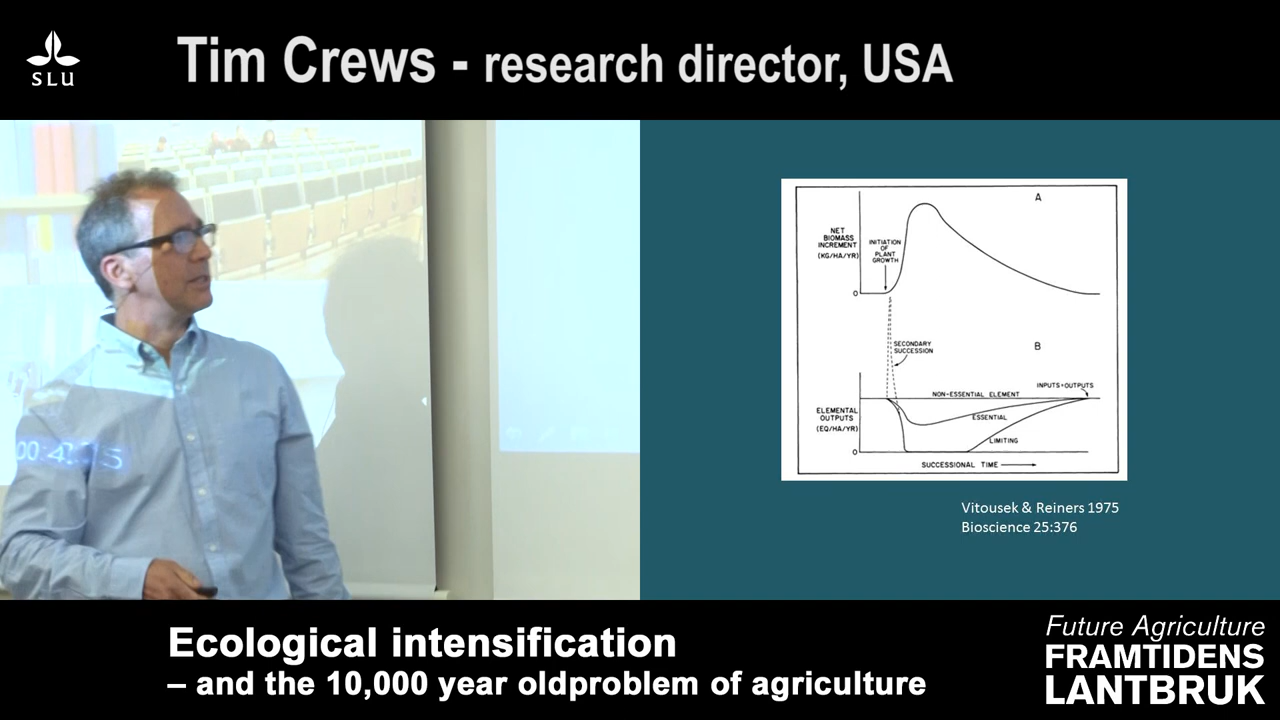 SLU
Tim Crews - research director, USA
A
NET
BIOMASS
INCREMENT
(KG/HA/YR)
INITIATION
OF
PLANT
GROWTH
0
SECONDARY
SUCCESSION
B
INPUTS=OUTPUTS
NON-ESSENTIAL ELEMENT
ELEMENTAL
OUTPUTS
(EQ/HA/YR)
ESSENTIAL
LIMITING
0
SUCCESSIONAL TIME
Vitousek & Reiners 1975
Bioscience 25:376
Ecological intensification
– and the 10,000 year oldproblem of agriculture
Future Agriculture
FRAMTIDENS
LANTBRUK